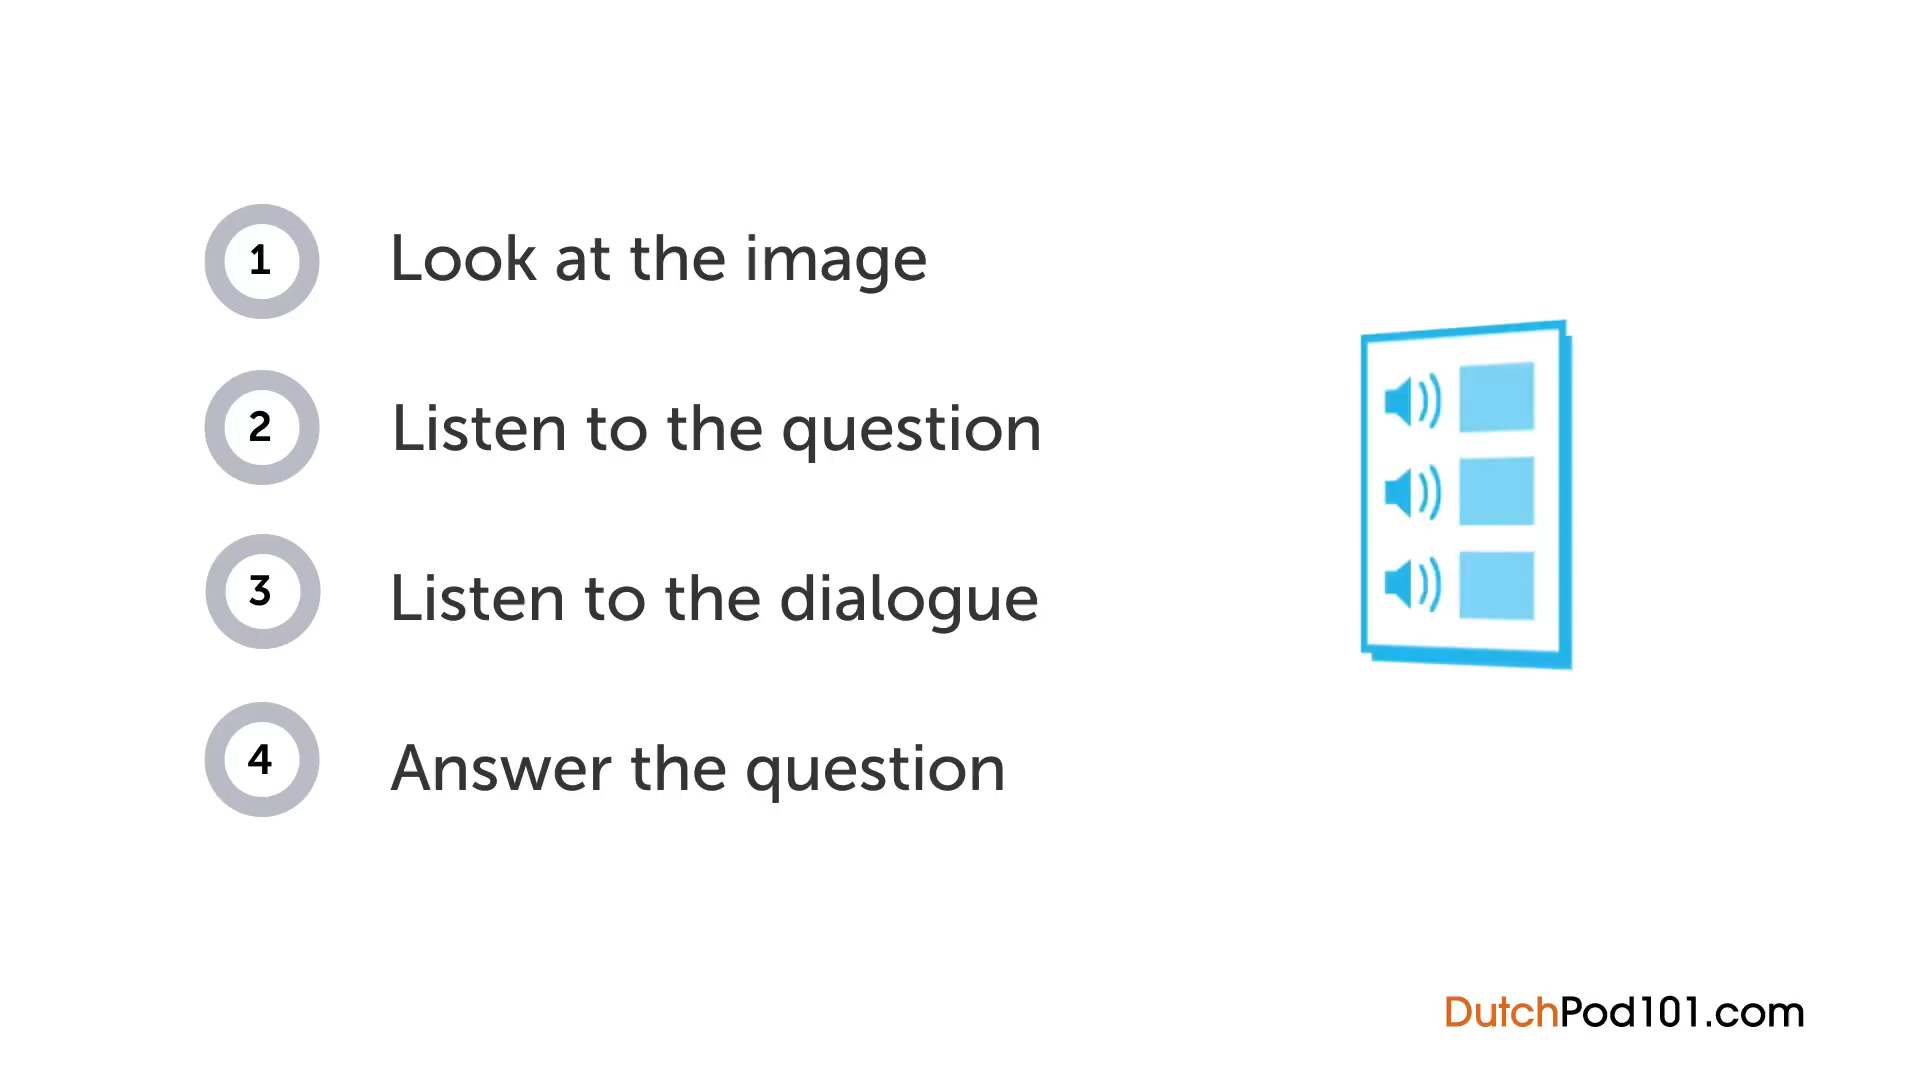 1 Look at the image
2 Listen to the question
3 Listen to the dialogue
4 Answer the question
DutchPod101.com